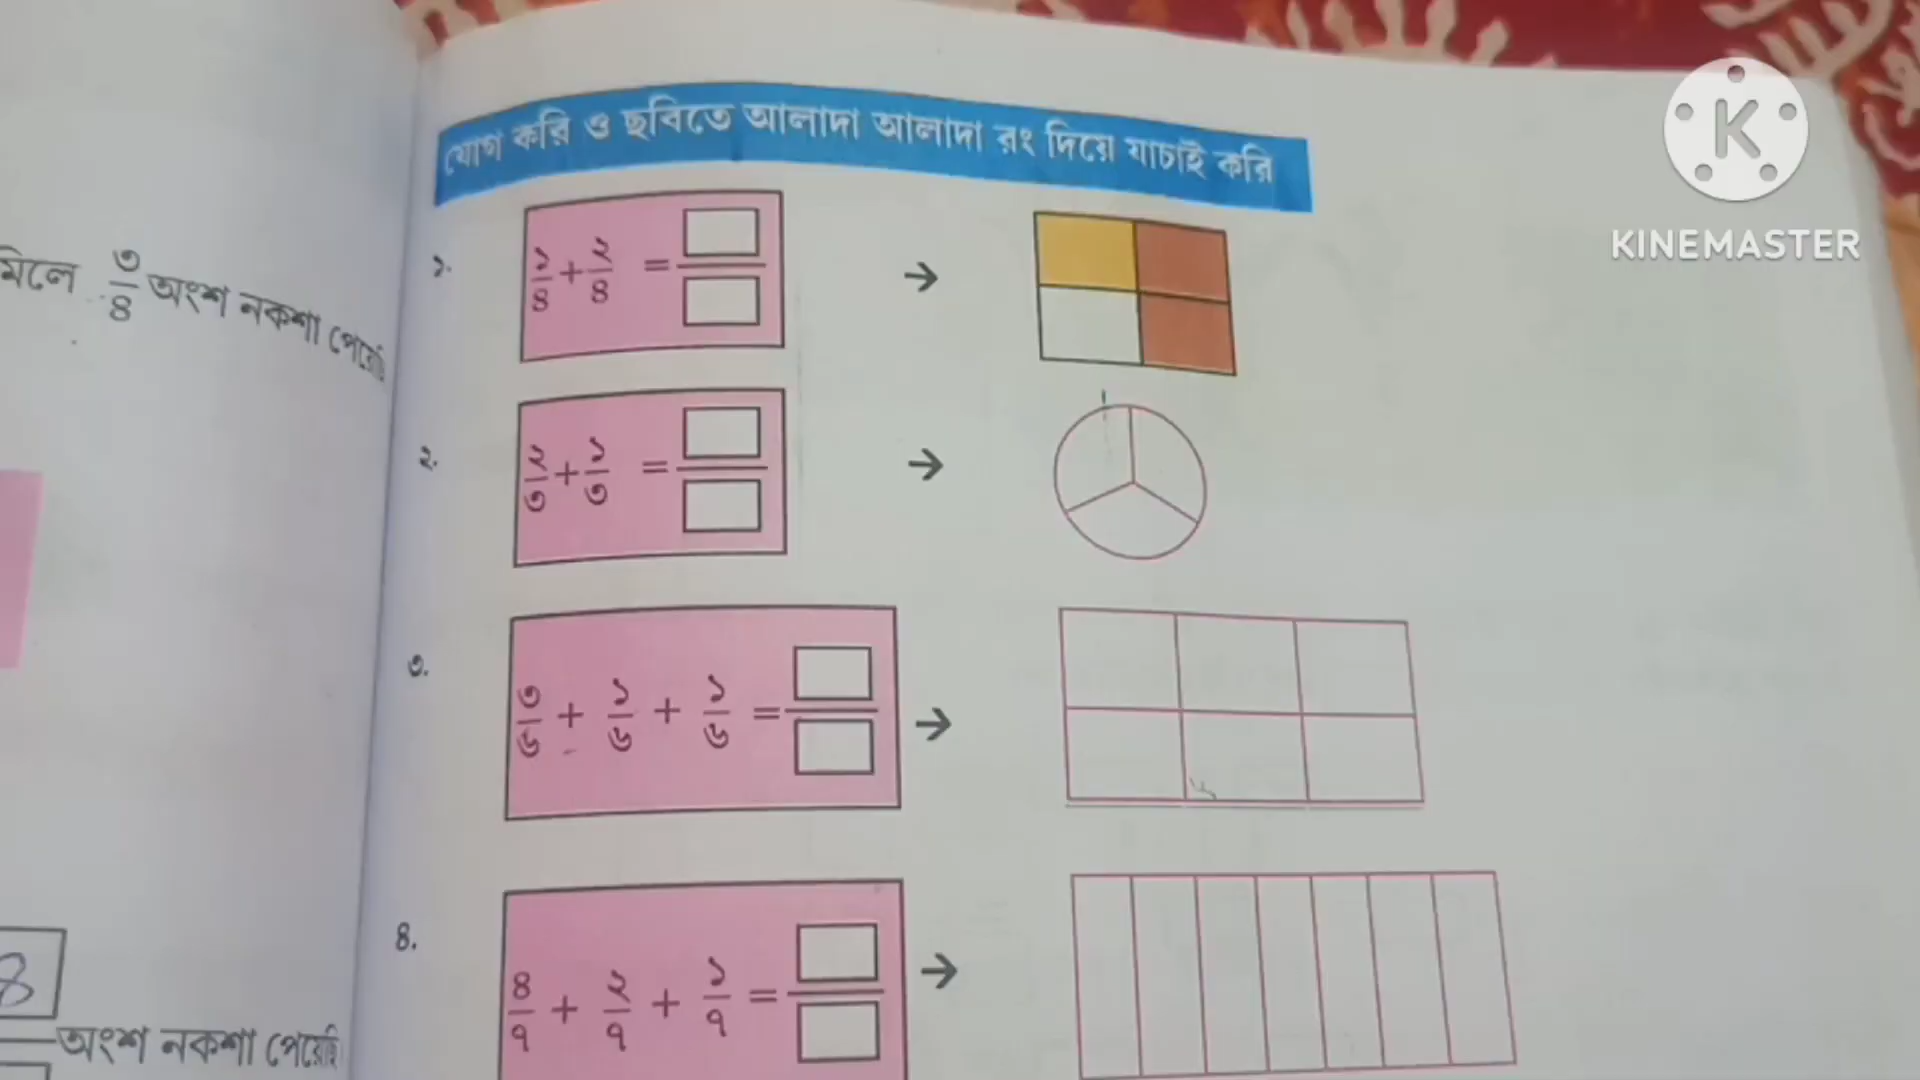 যোগ করি ও ছবিতে আলাদা আলাদা রং দিয়ে যাচাই করি
KINEMASTER
মিলে ৩/৪ অংশ নকশা পেয়েছি
১. ১/৪ + ২/৪ =
২. ২/৩ + ১/৩ =
৩. ৩/৬ + ১/৬ + ১/৬ =
৪. ৪/৭ + ২/৭ + ১/৭ =
৪
অংশ নকশা পেয়েছি